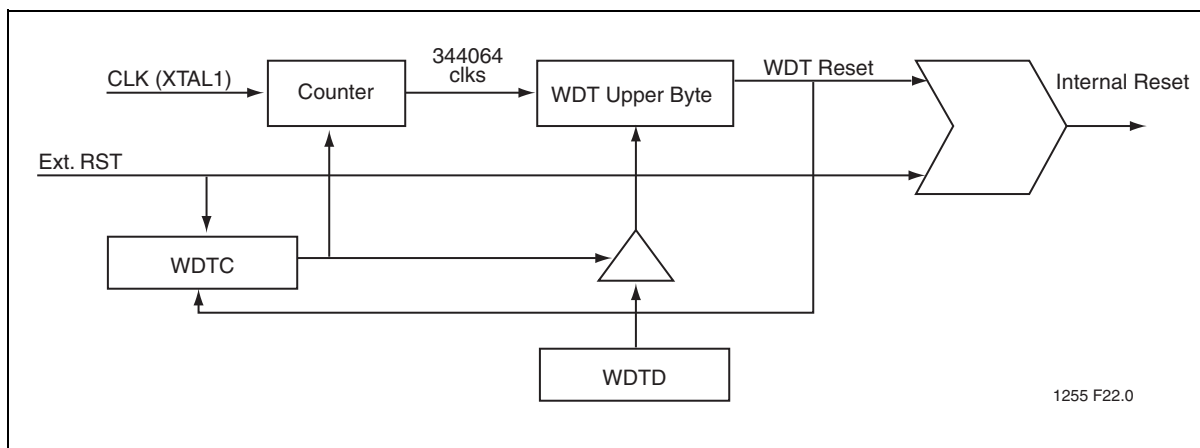 344064
clks
CLK (XTAL1)
Counter
WDT Upper Byte
WDT Reset
Internal Reset
Ext. RST
WDTC
WDTD
1255 F22.0